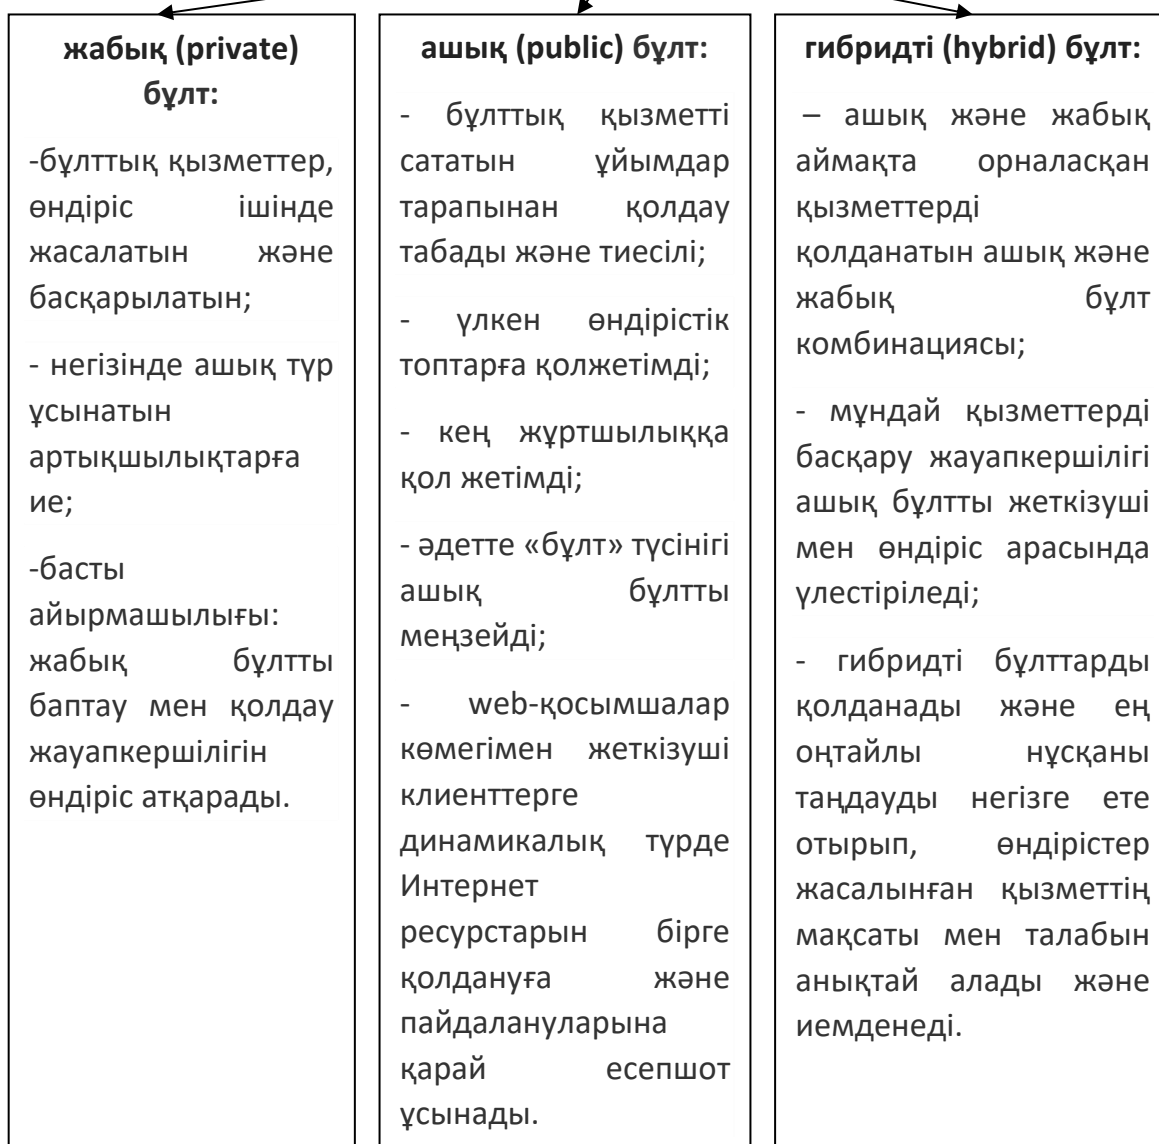 жабық (private)
бұлт:
-бұлттық қызметтер,
өндіріс ішінде
жасалатын және
басқарылатын;
- негізінде ашық түр
ұсынатын
артықшылықтарға
ие;
-басты
айырмашылығы:
жабық бұлтты
баптау мен қолдау
жауапкершілігін
өндіріс атқарады.
ашық (public) бұлт:
- бұлттық қызметті
сататын ұйымдар
тарапынан қолдау
табады және тиесілі;
- үлкен өндірістік
топтарға қолжетімді;
- кең жұртшылыққа
қол жетімді;
- әдетте «бұлт» түсінігі
ашық бұлтты
меңзейді;
- web-қосымшалар
көмегімен жеткізуші
клиенттерге
динамикалық түрде
Интернет
ресурстарын бірге
қолдануға және
пайдалануларына
қарай есепшот
ұсынады.
гибридті (hybrid) бұлт:
– ашық және жабық
аймақта орналасқан
қызметтерді
қолданатын ашық және
жабық бұлт
комбинациясы;
- мұндай қызметтерді
басқару жауапкершілігі
ашық бұлтты жеткізуші
мен өндіріс арасында
үлестіріледі;
- гибридті бұлттарды
қолданады және ең
оңтайлы нұсқаны
таңдауды негізге ете
отырып, өндірістер
жасалынған қызметтің
мақсаты мен талабын
анықтай алады және
иемденеді.